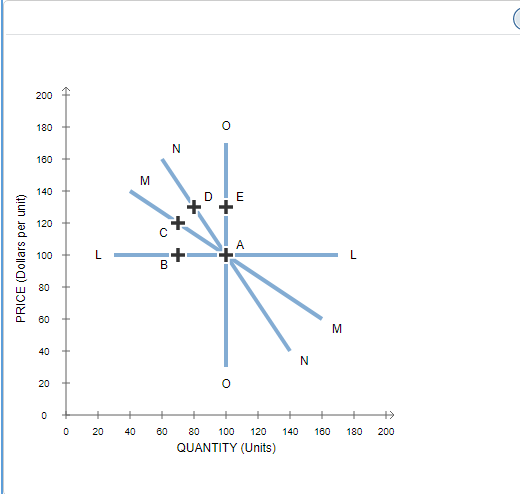 200
180
160
140
120
100
80
60
40
20
0
PRICE (Dollars per unit)
O
N
M
D
E
C
A
L
B
L
M
N
O
0 20 40 60 80 100 120 140 160 180 200
QUANTITY (Units)